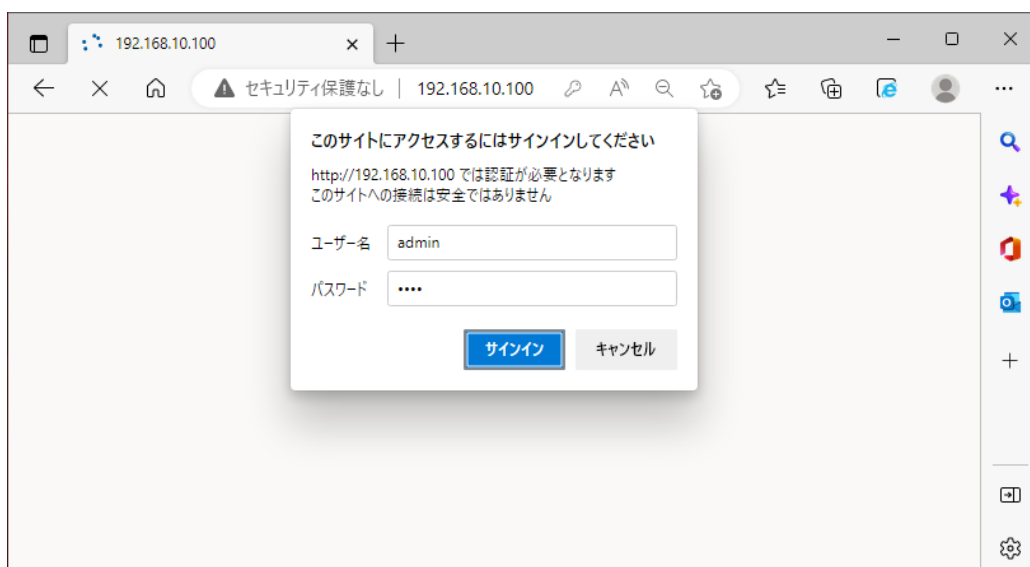 192.168.10.100
セキュリティ保護なし | 192.168.10.100
このサイトにアクセスするにはサインインしてください
http://192.168.10.100 では認証が必要となります
このサイトへの接続は安全ではありません
ユーザー名 admin
パスワード ••••
サインイン キャンセル